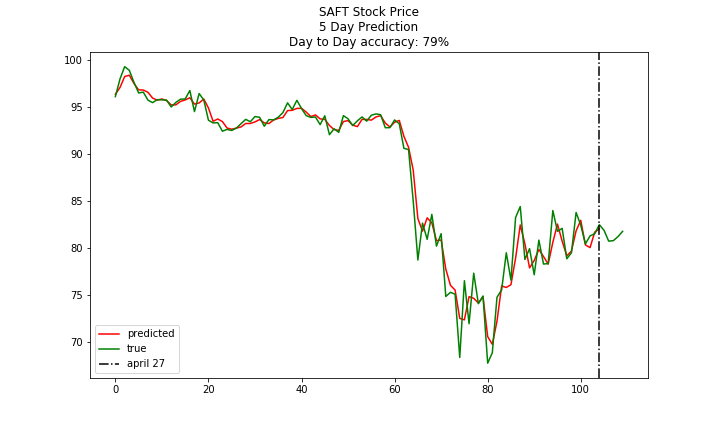 SAFT Stock Price
5 Day Prediction
Day to Day accuracy: 79%
100
95
90
85
80
75
70
predicted
true
april 27
0 20 40 60 80 100